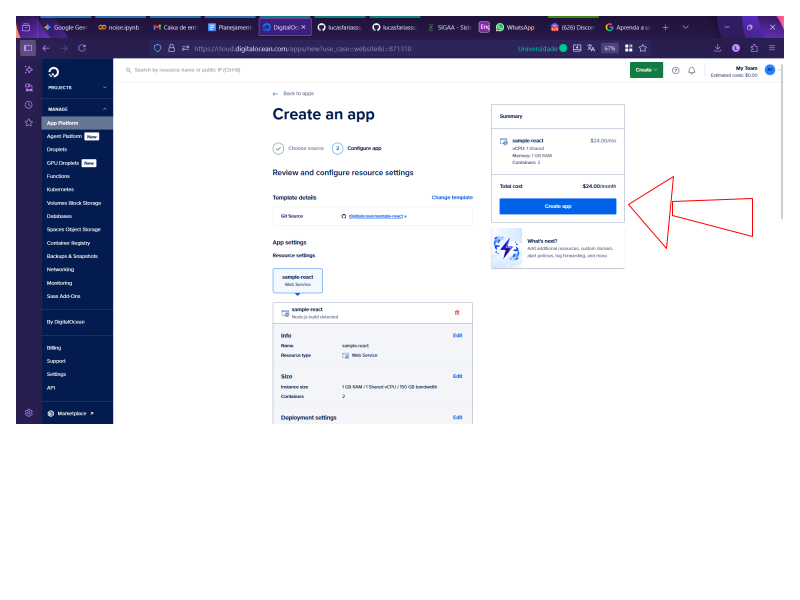 Google Gem
noise.ipynb
Caixa de ent
Planejament
DigitalOc
lucasfariass
lucasfariass
SIGAA - Sist
Eng
WhatsApp
(626) Discor
Aprenda a u
https://cloud.digitalocean.com/apps/new?use_case=website&i=871310
Universidade
67%
Search by resource name or public IP (Ctrl+B)
Create
My Team
Estimated costs: $0.00
PROJECTS
MANAGE
App Platform
Agent Platform New
Droplets
GPU Droplets New
Functions
Kubernetes
Volumes Block Storage
Databases
Spaces Object Storage
Container Registry
Backups & Snapshots
Networking
Monitoring
SaaS Add-Ons
By DigitalOcean
Billing
Support
Settings
API
Marketplace
Back to apps
Create an app
Choose source
2 Configure app
Review and configure resource settings
Template details
Change template
Git Source
digitalocean/sample-react
App settings
Resource settings
sample-react
Web Service
sample-react
Node.js build detected
Info
Edit
Name
sample-react
Resource type
Web Service
Size
Edit
Instance size
1 GB RAM / 1 Shared vCPU / 150 GB bandwidth
Containers
2
Deployment settings
Edit
Summary
sample-react
$24.00/mo
vCPU: 1 Shared
Memory: 1 GB RAM
Containers: 2
Total cost
$24.00/month
Create app
What's next?
Add additional resources, custom domain,
alert policies, log forwarding, and more.